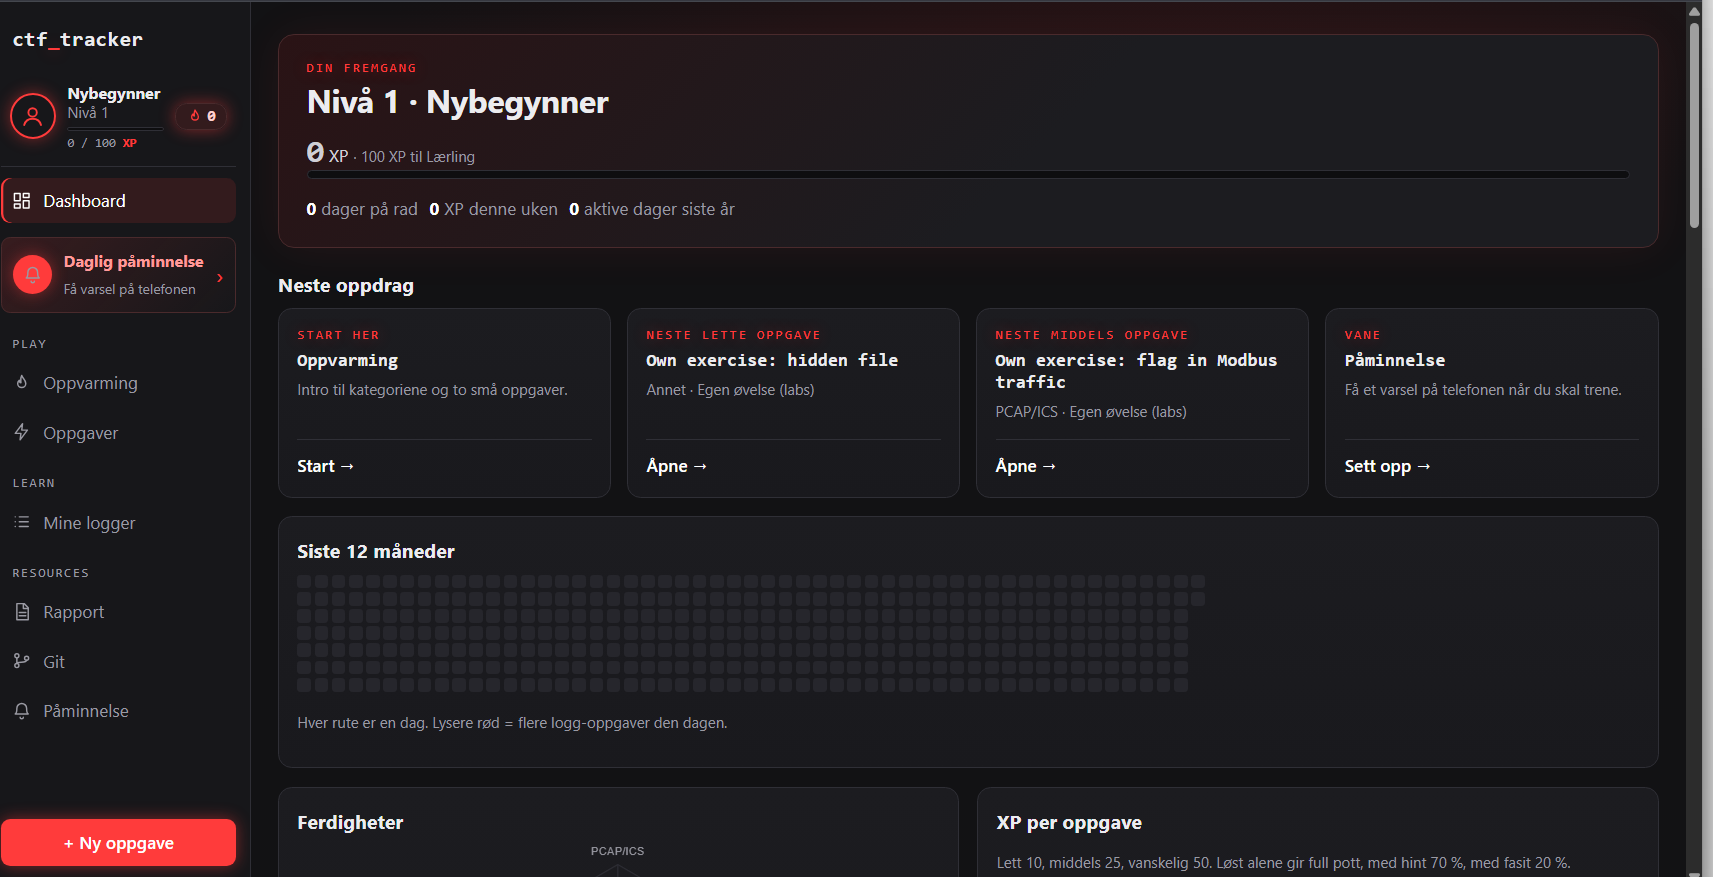 ctf_tracker
Nybegynner
Nivå 1
0 / 100 XP
0
Dashboard
Daglig påminnelse
Få varsel på telefonen
PLAY
Oppvarming
Oppgaver
LEARN
Mine logger
RESOURCES
Rapport
Git
Påminnelse
+ Ny oppgave
DIN FREMGANG
Nivå 1 · Nybegynner
0 XP · 100 XP til Lærling
0 dager på rad 0 XP denne uken 0 aktive dager siste år
Neste oppdrag
START HER
Oppvarming
Intro til kategoriene og to små oppgaver.
Start →
NESTE LETTE OPPGAVE
Own exercise: hidden file
Annet · Egen øvelse (labs)
Åpne →
NESTE MIDDELS OPPGAVE
Own exercise: flag in Modbus
traffic
PCAP/ICS · Egen øvelse (labs)
Åpne →
VANE
Påminnelse
Få et varsel på telefonen når du skal trene.
Sett opp →
Siste 12 måneder
Hver rute er en dag. Lysere rød = flere logg-oppgaver den dagen.
Ferdigheter
PCAP/ICS
XP per oppgave
Lett 10, middels 25, vanskelig 50. Løst alene gir full pott, med hint 70 %, med fasit 20 %.